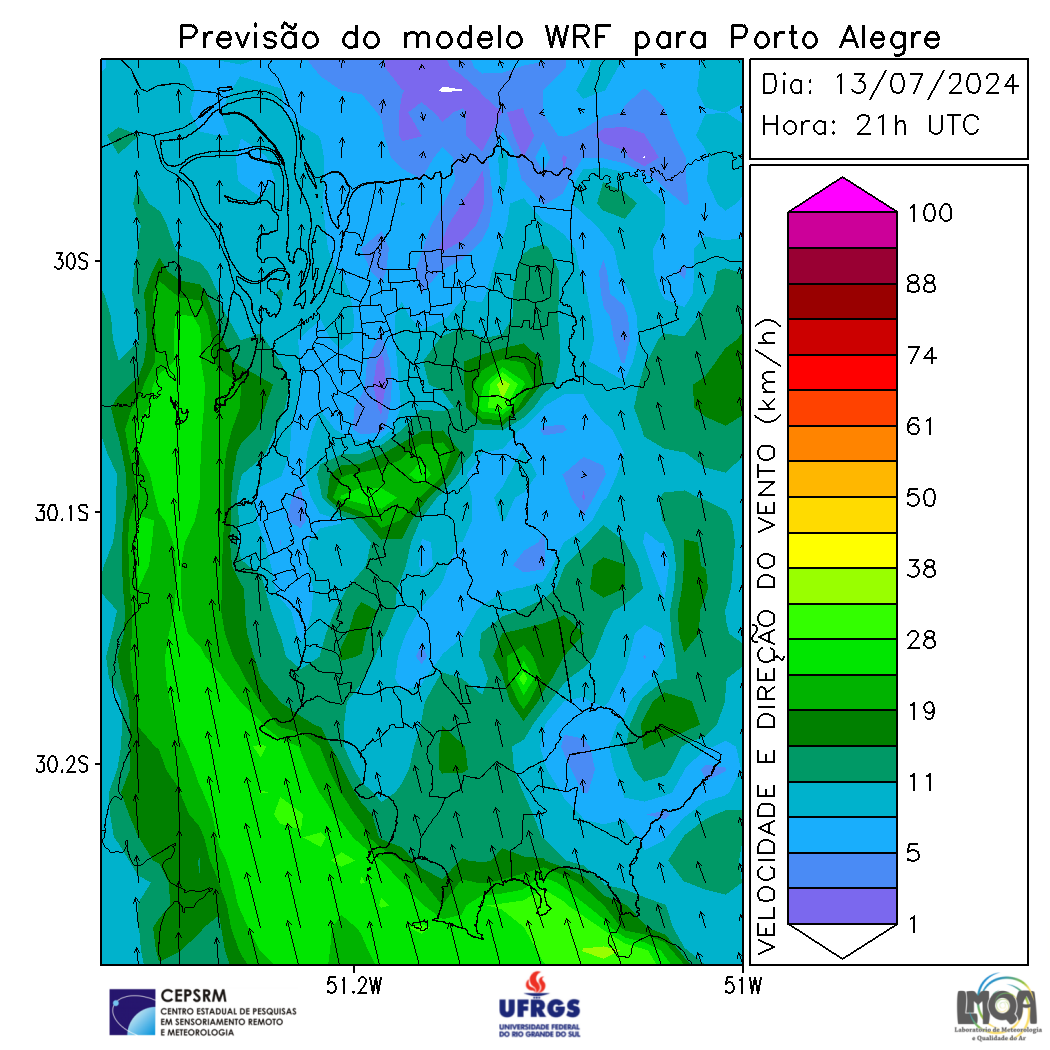 Previsão do modelo WRF para Porto Alegre
Dia: 13/07/2024
Hora: 21h UTC
30S
30.1S
30.2S
51.2W
51W
VELOCIDADE E DIREÇÃO DO VENTO (km/h)
100
88
74
61
50
38
28
19
11
5
1
CEPSRM
CENTRO ESTADUAL DE PESQUISAS
EM SENSORIAMENTO REMOTO
E METEOROLOGIA
UFRGS
UNIVERSIDADE FEDERAL
DO RIO GRANDE DO SUL
LMQA
Laboratório de Meteorologia
e Qualidade do Ar